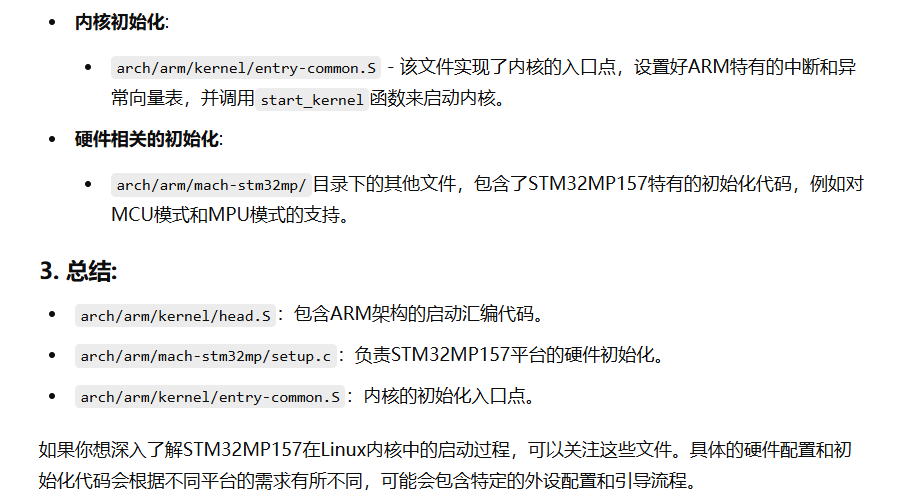 内核初始化:
arch/arm/kernel/entry-common.S - 该文件实现了内核的入口点，设置好ARM特有的中断和异
常向量表，并调用start_kernel函数来启动内核。
硬件相关的初始化:
arch/arm/mach-stm32mp/目录下的其他文件，包含了STM32MP157特有的初始化代码，例如对
MCU模式和MPU模式的支持。
3. 总结:
arch/arm/kernel/head.S：包含ARM架构的启动汇编代码。
arch/arm/mach-stm32mp/setup.c：负责STM32MP157平台的硬件初始化。
arch/arm/kernel/entry-common.S：内核的初始化入口点。
如果你想深入了解STM32MP157在Linux内核中的启动过程，可以关注这些文件。具体的硬件配置和初
始化代码会根据不同平台的需求有所不同，可能会包含特定的外设配置和引导流程。